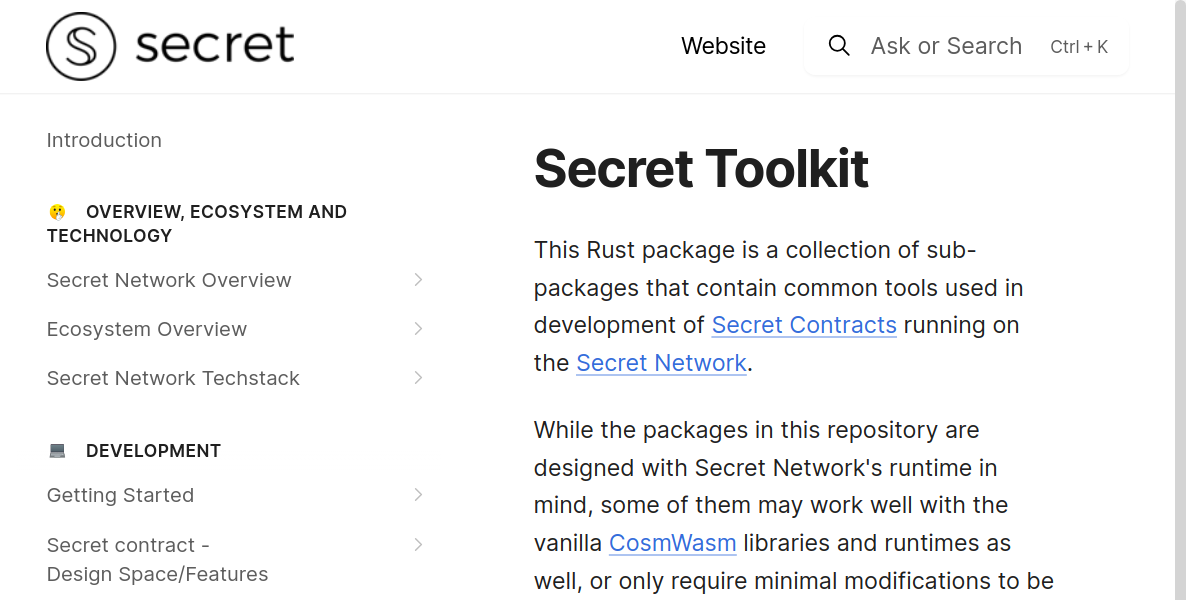 secret
Website
Ask or Search Ctrl + K
Introduction
OVERVIEW, ECOSYSTEM AND
TECHNOLOGY
Secret Network Overview
Ecosystem Overview
Secret Network Techstack
DEVELOPMENT
Getting Started
Secret contract -
Design Space/Features
Secret Toolkit
This Rust package is a collection of sub-
packages that contain common tools used in
development of Secret Contracts running on
the Secret Network.
While the packages in this repository are
designed with Secret Network's runtime in
mind, some of them may work well with the
vanilla CosmWasm libraries and runtimes as
well, or only require minimal modifications to be